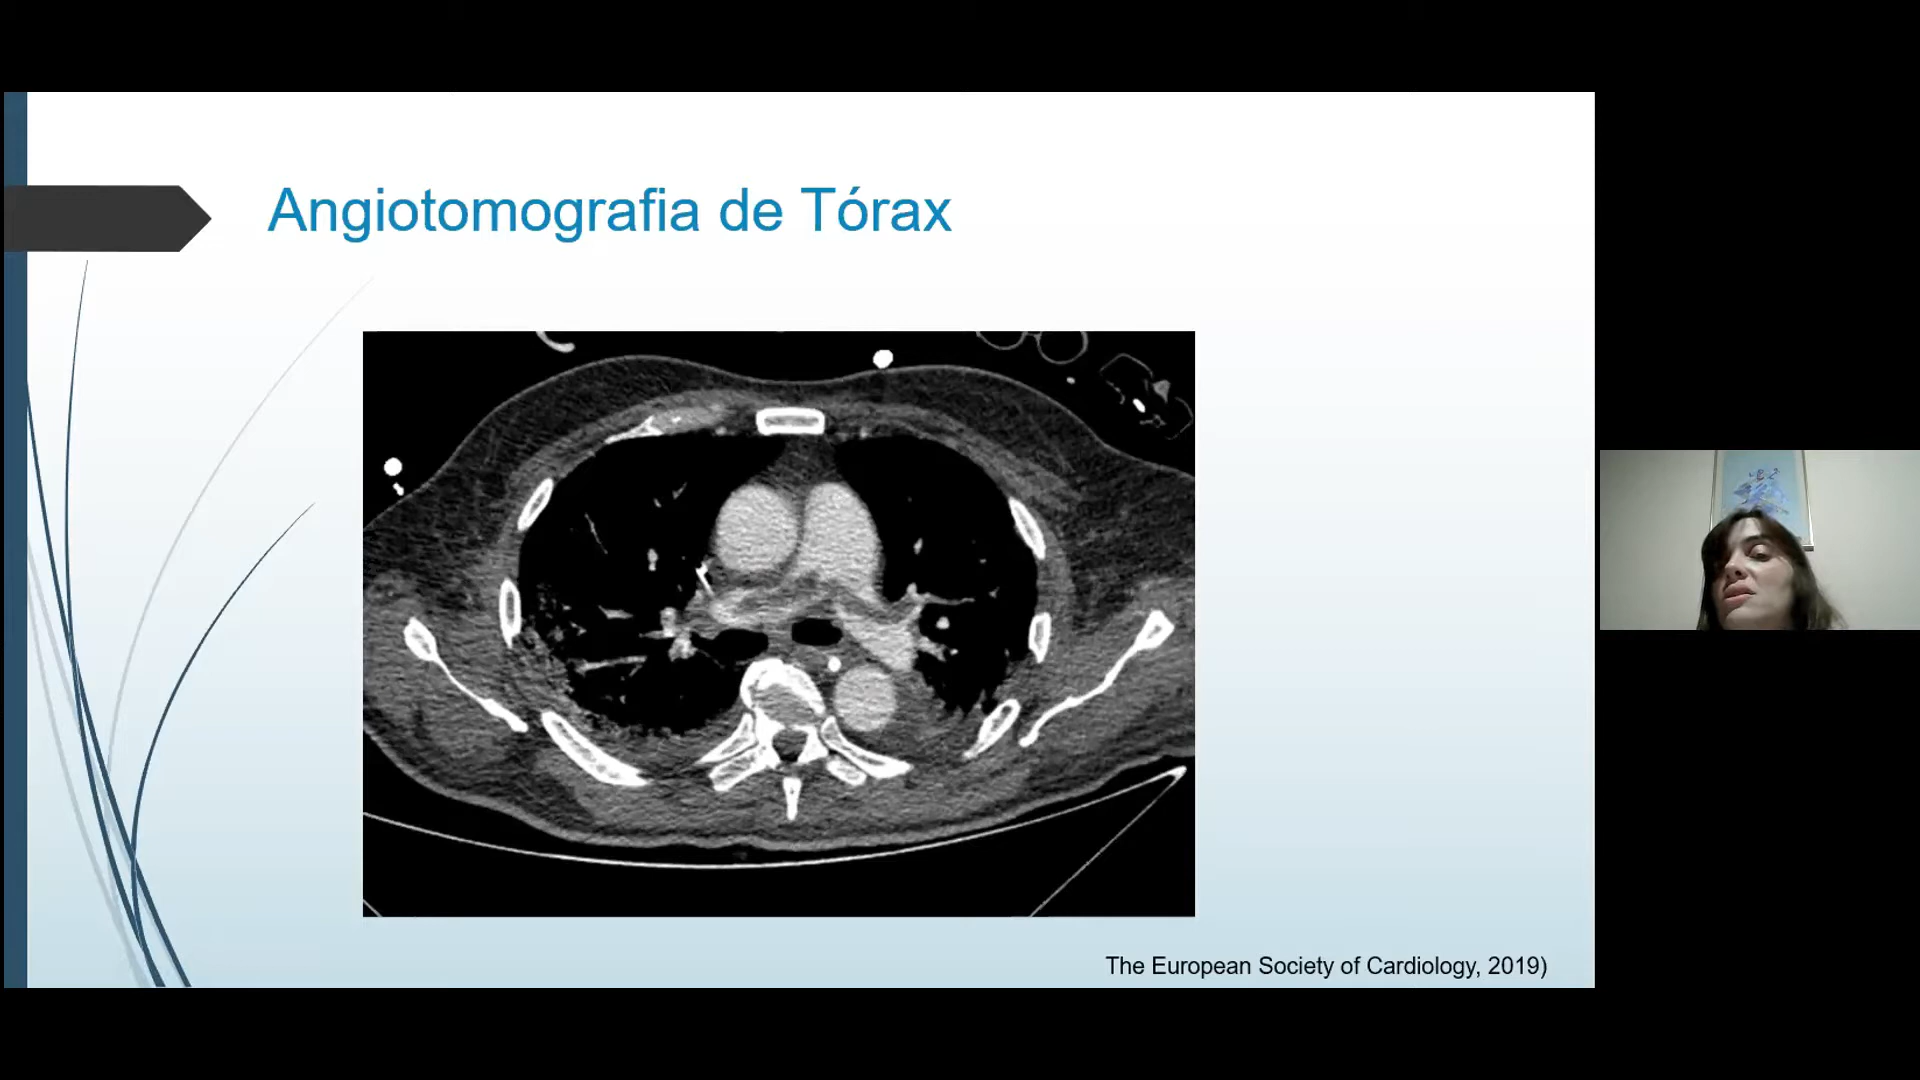 Angiotomografia de Tórax
The European Society of Cardiology, 2019)